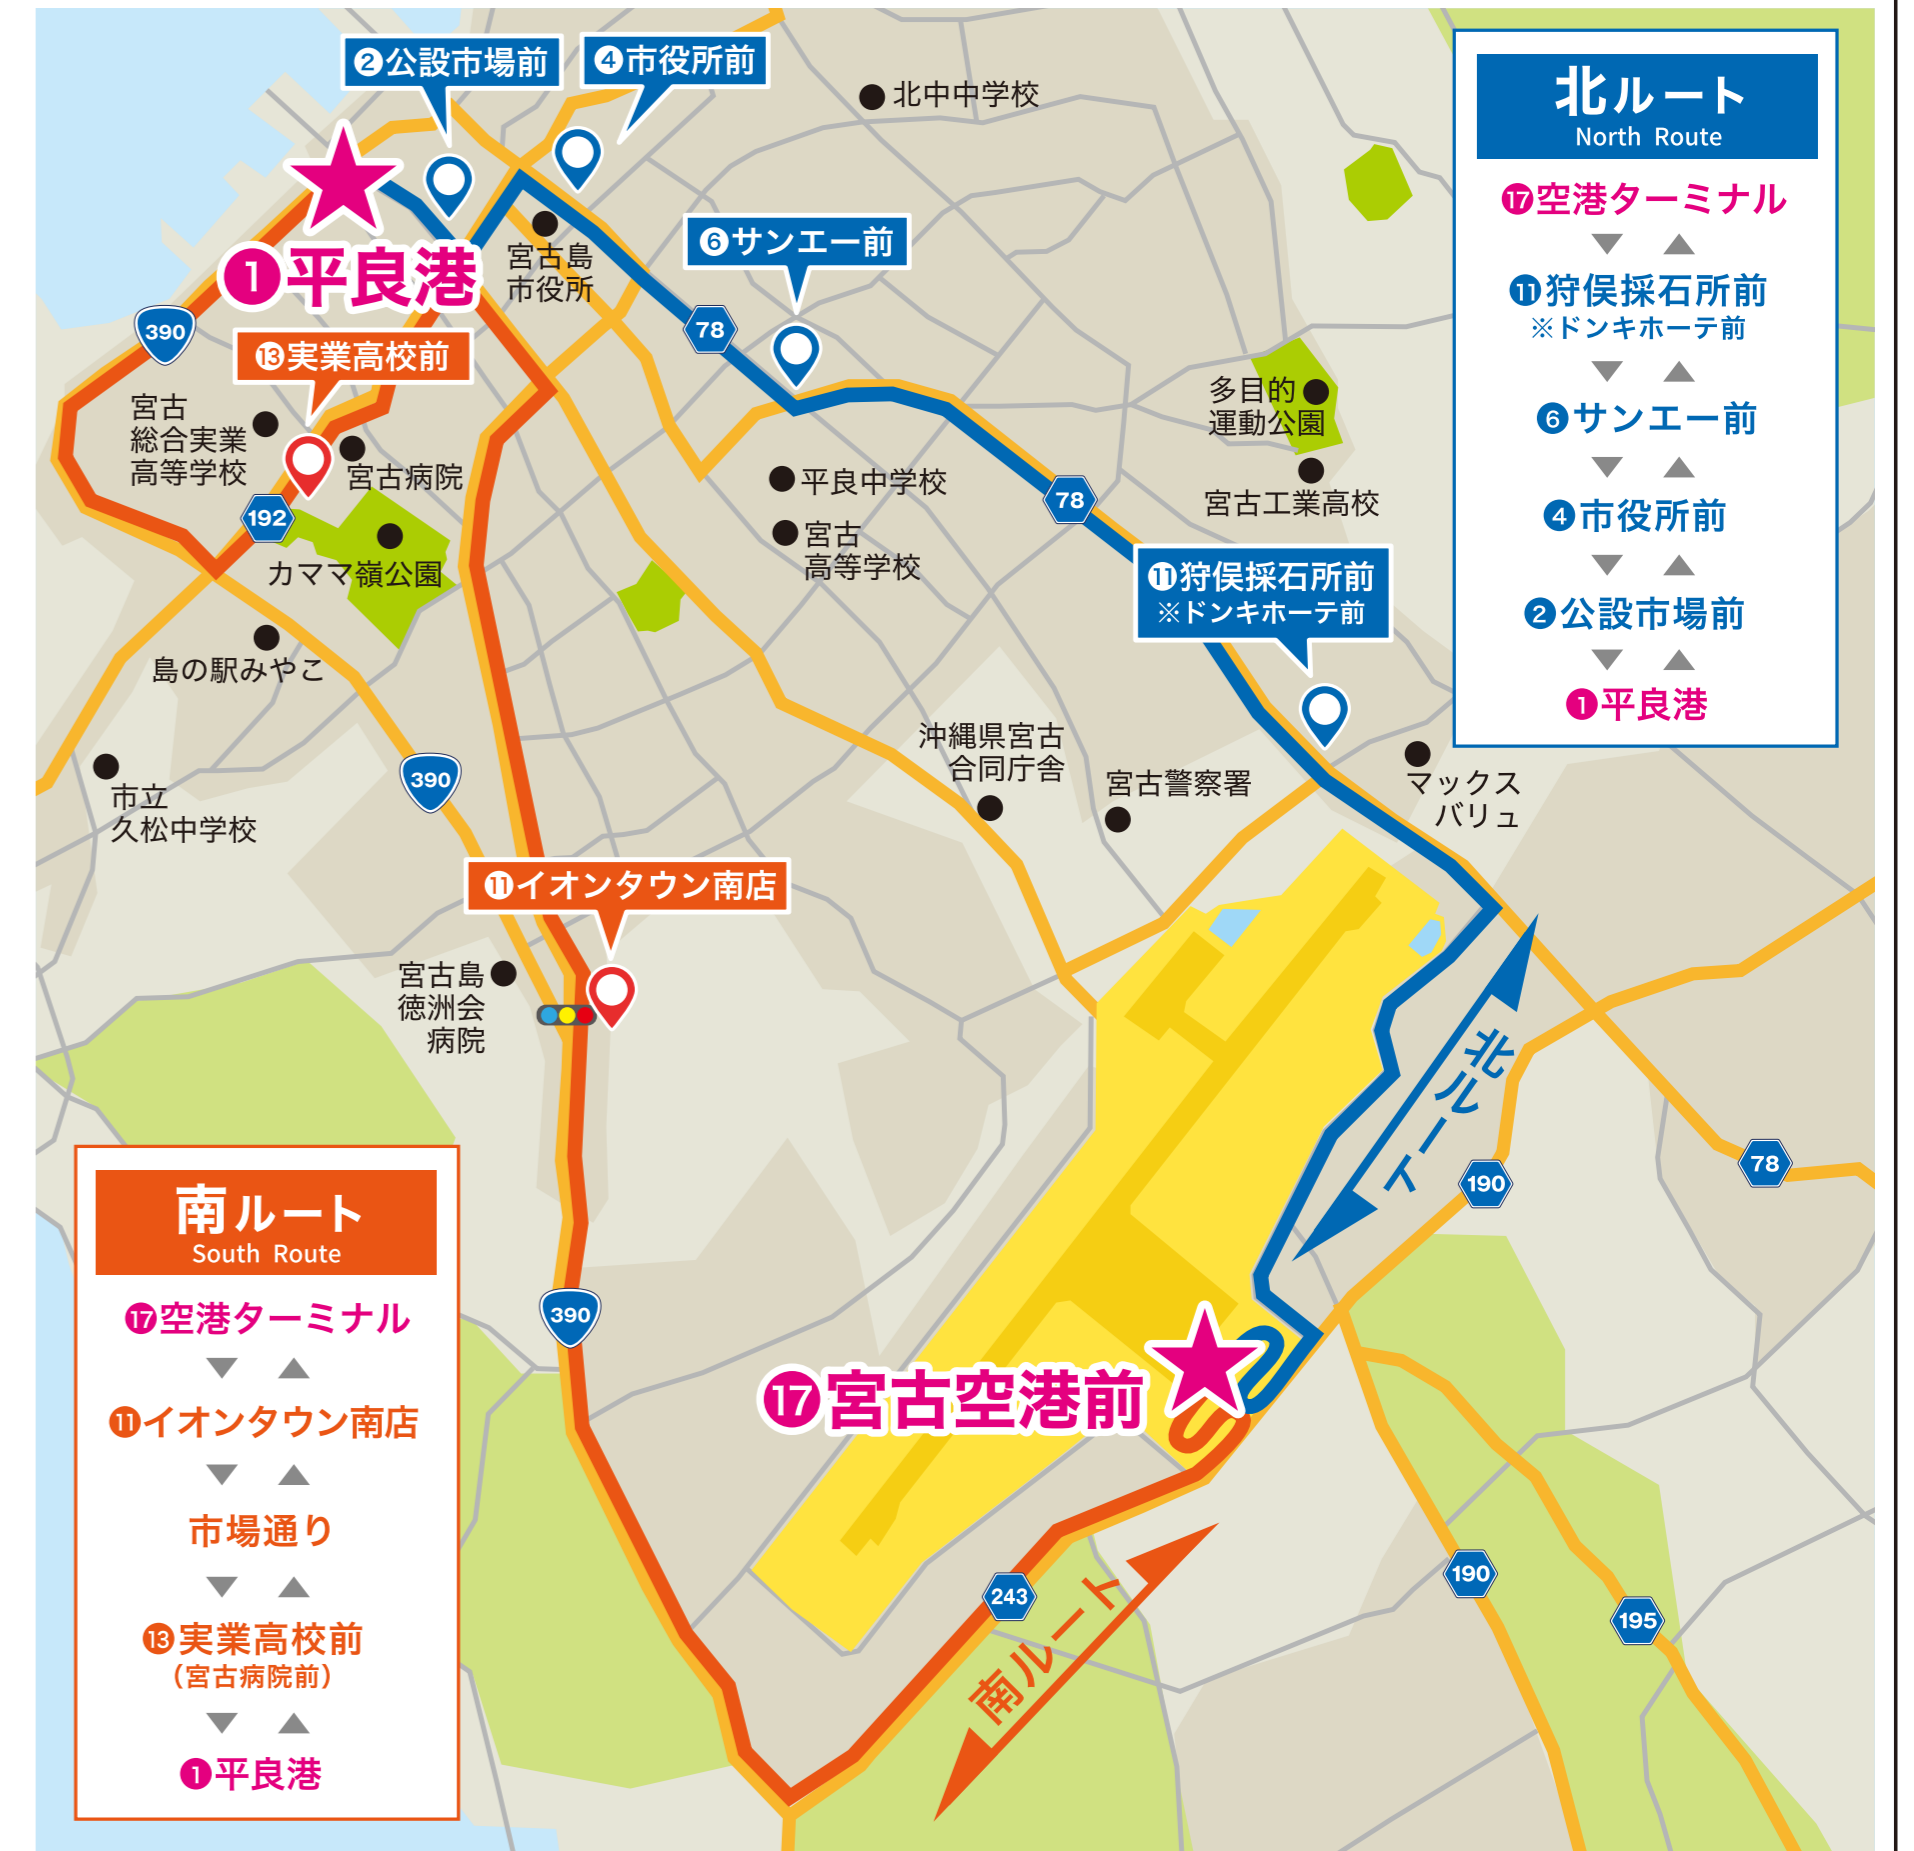 ❷公設市場前
❹市役所前
北中中学校
❶平良港
宮古島
市役所
❻サンエー前
390
78
⓭実業高校前
宮古
総合実業
高等学校
宮古病院
192
カママ嶺公園
島の駅みやこ
平良中学校
宮古
高等学校
78
多目的
運動公園
宮古工業高校
⓫狩俣採石所前
※ドンキホーテ前
市立
久松中学校
390
沖縄県宮古
合同庁舎
宮古警察署
マックス
バリュ
⓫イオンタウン南店
宮古島
徳洲会
病院
北ルート
78
190
390
⓱宮古空港前
243
南ルート
190
195
北ルート
North Route
⓱空港ターミナル
▼ ▲
⓫狩俣採石所前
※ドンキホーテ前
▼ ▲
❻サンエー前
▼ ▲
❹市役所前
▼ ▲
❷公設市場前
▼ ▲
❶平良港
南ルート
South Route
⓱空港ターミナル
▼ ▲
⓫イオンタウン南店
▼ ▲
市場通り
▼ ▲
⓭実業高校前
（宮古病院前）
▼ ▲
❶平良港